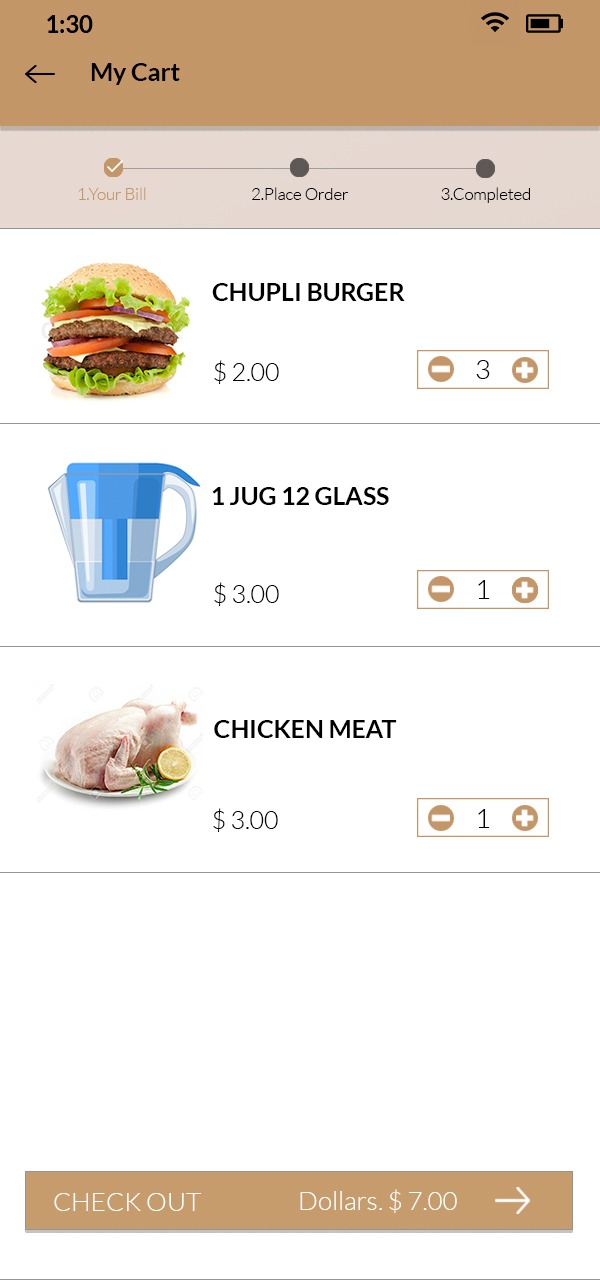 1:30
My Cart
1.Your Bill 2.Place Order 3.Completed
CHUPLI BURGER
$ 2.00 3
1 JUG 12 GLASS
$ 3.00 1
CHICKEN MEAT
$ 3.00 1
CHECK OUT Dollars. $ 7.00